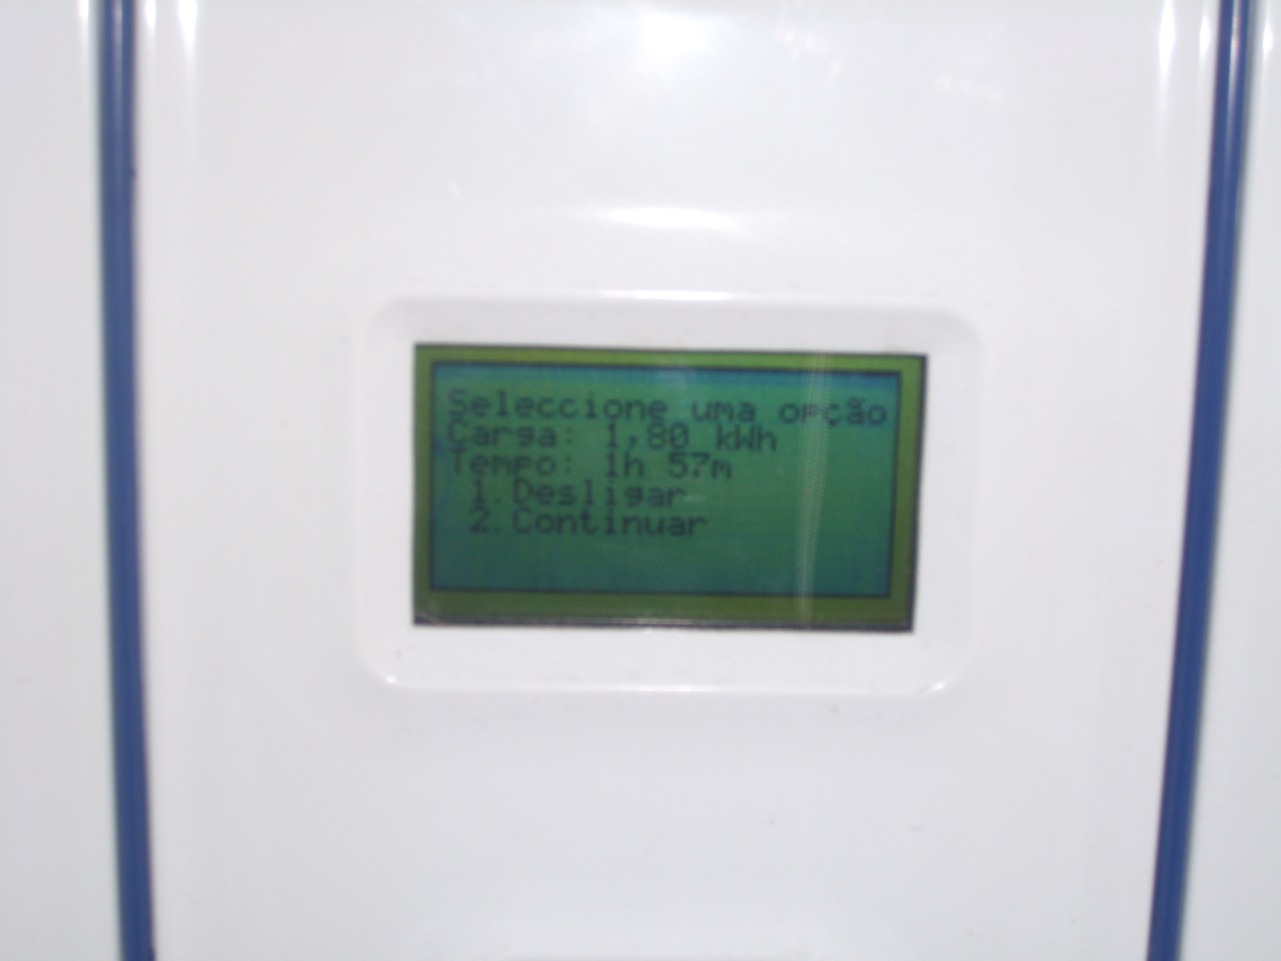 Seleccione uma opção
Carga: 1,80 kWh
Tempo: 1h 57m
1.Desligar
2.Continuar